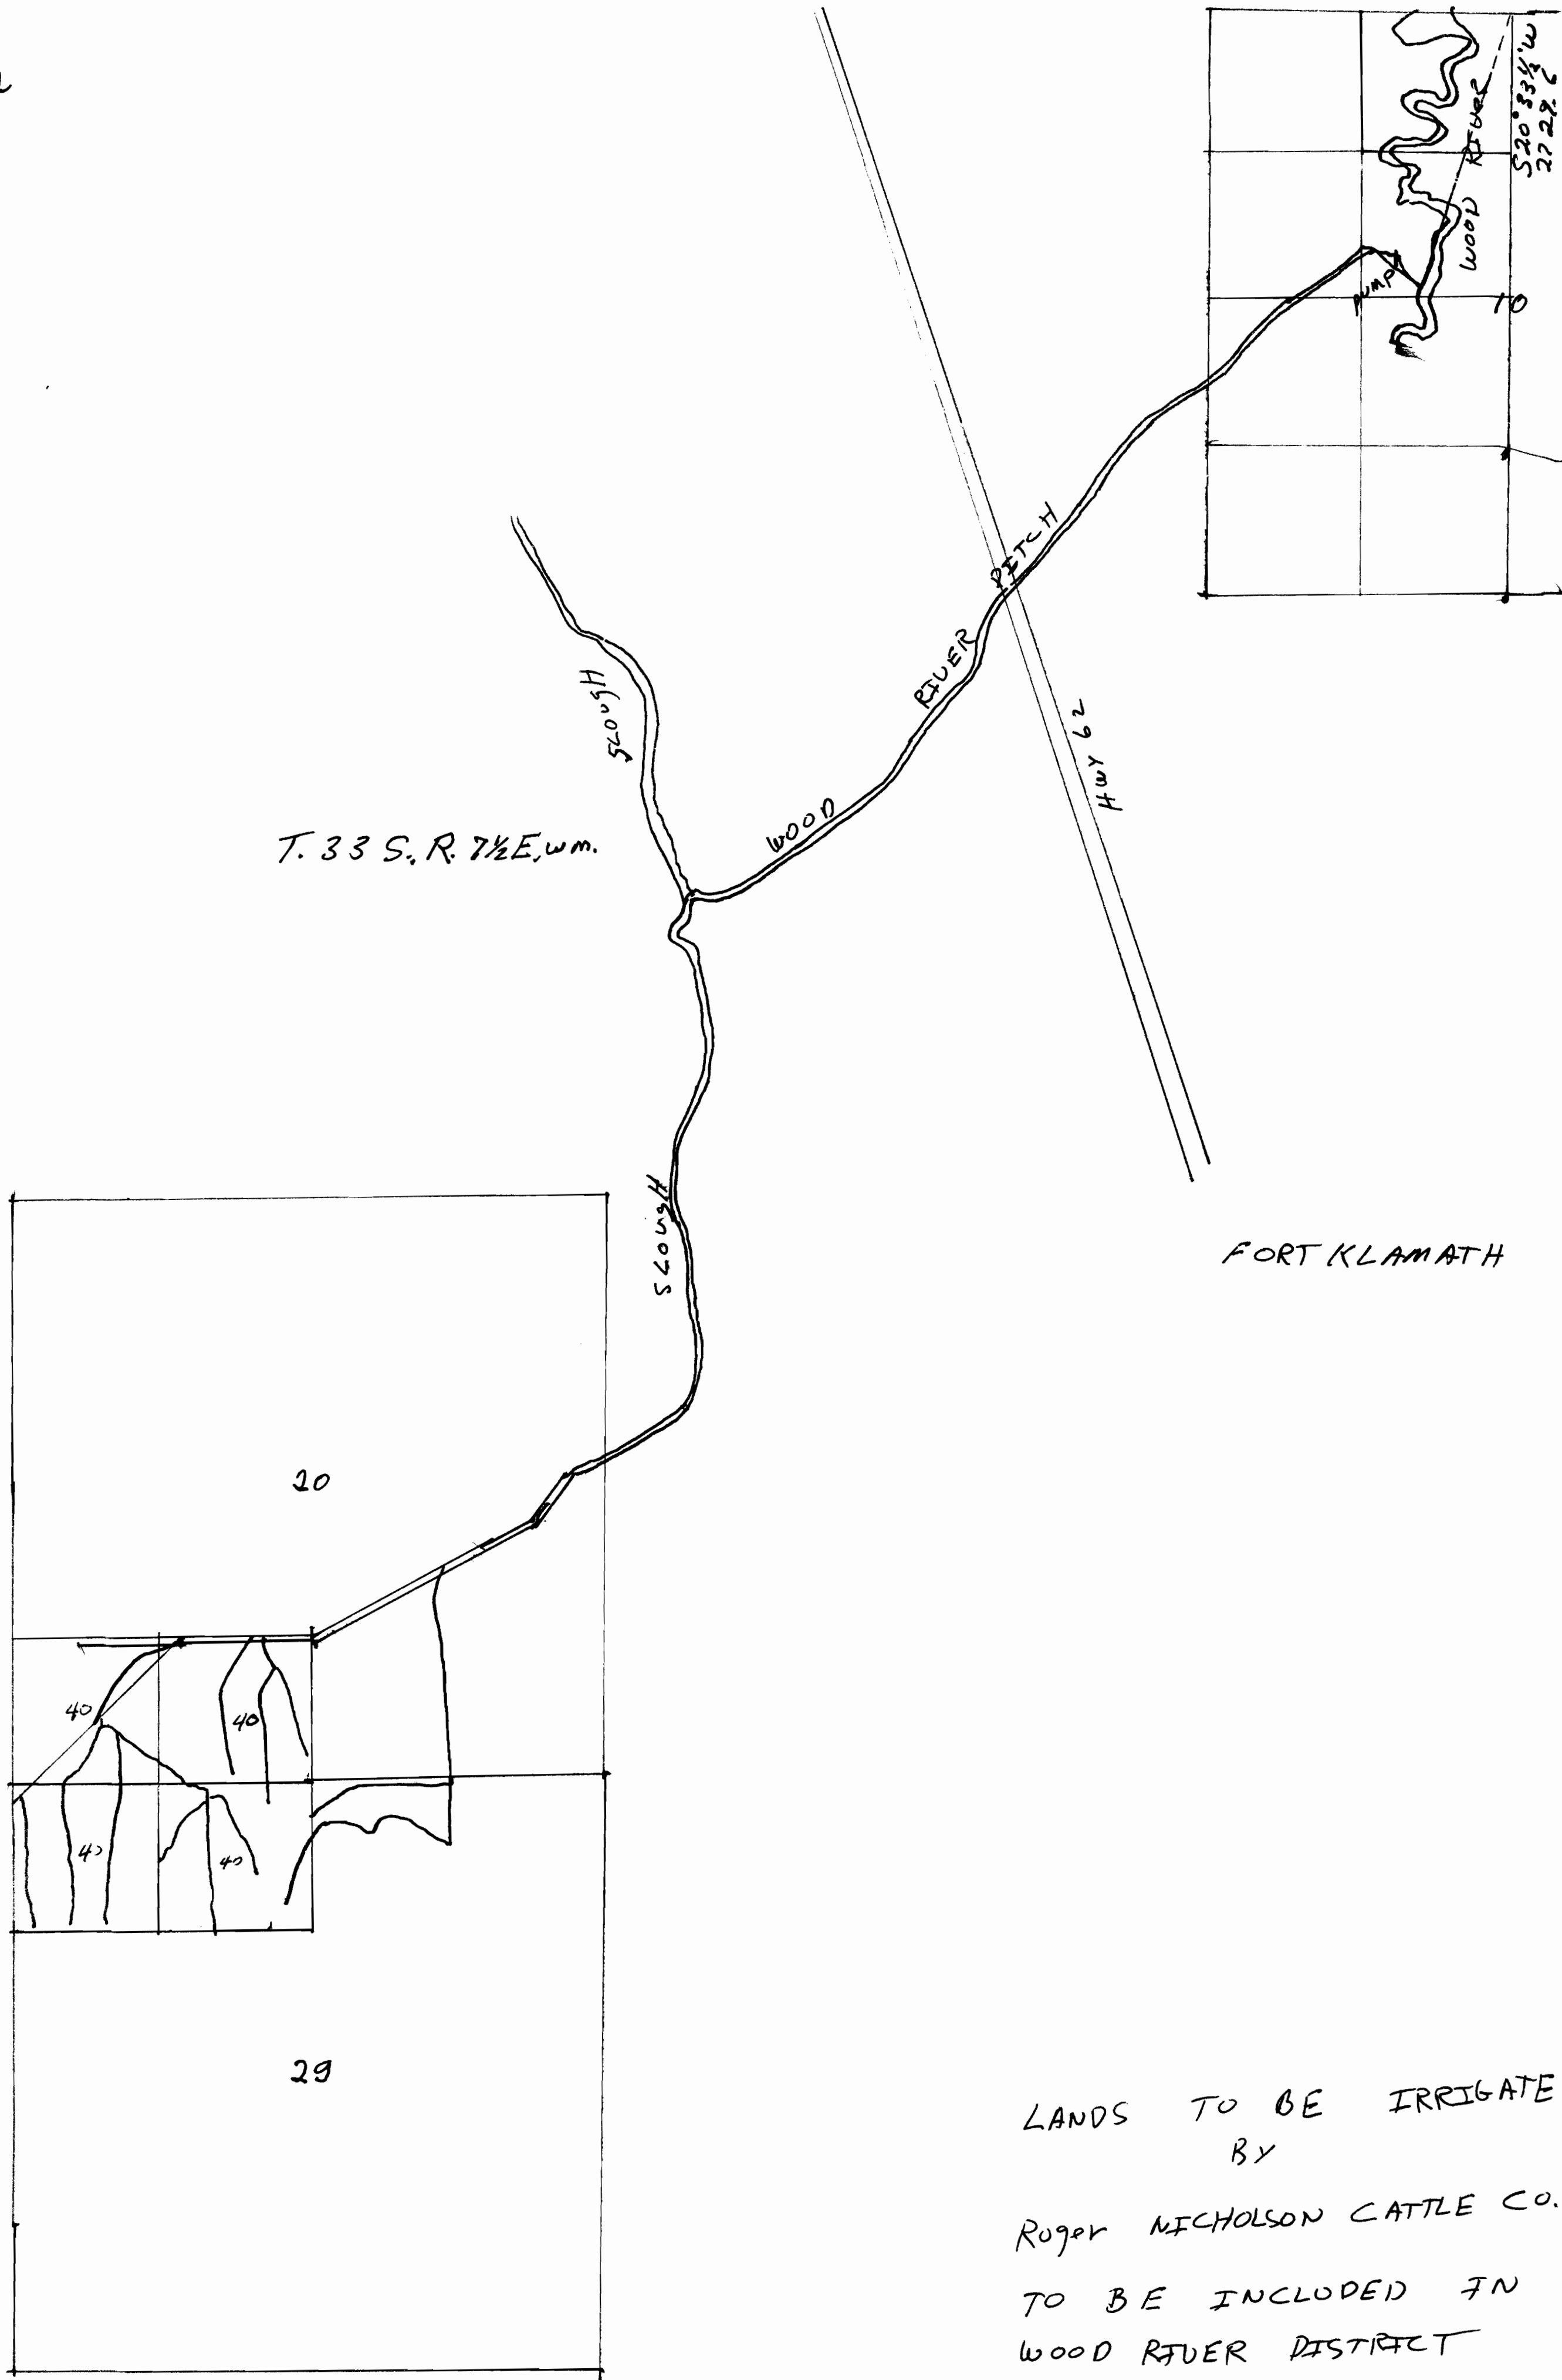 S20°33½'W
2729.6
WOOD RIVER
PUMP
10
WOOD RIVER DITCH
HWY 62
SLOUGH
T. 33 S., R. 7½ E, wm.
SLOUGH
FORT KLAMATH
20
40
40
40
40
29
LANDS TO BE IRRIGATE
BY
Roger NICHOLSON CATTLE CO.
TO BE INCLUDED IN
WOOD RIVER DISTRICT